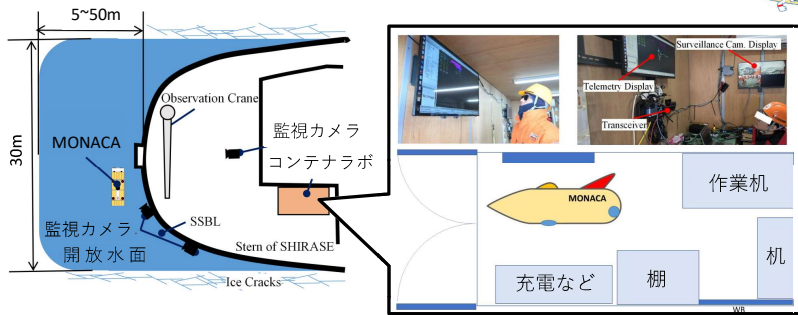 5~50m
30m
Observation Crane
MONACA
監視カメラ
コンテナラボ
監視カメラ
SSBL
開放水面
Stern of SHIRASE
Ice Cracks
Surveillance Cam. Display
Telemetry Display
Transceiver
MONACA
作業机
机
充電など
棚
WB